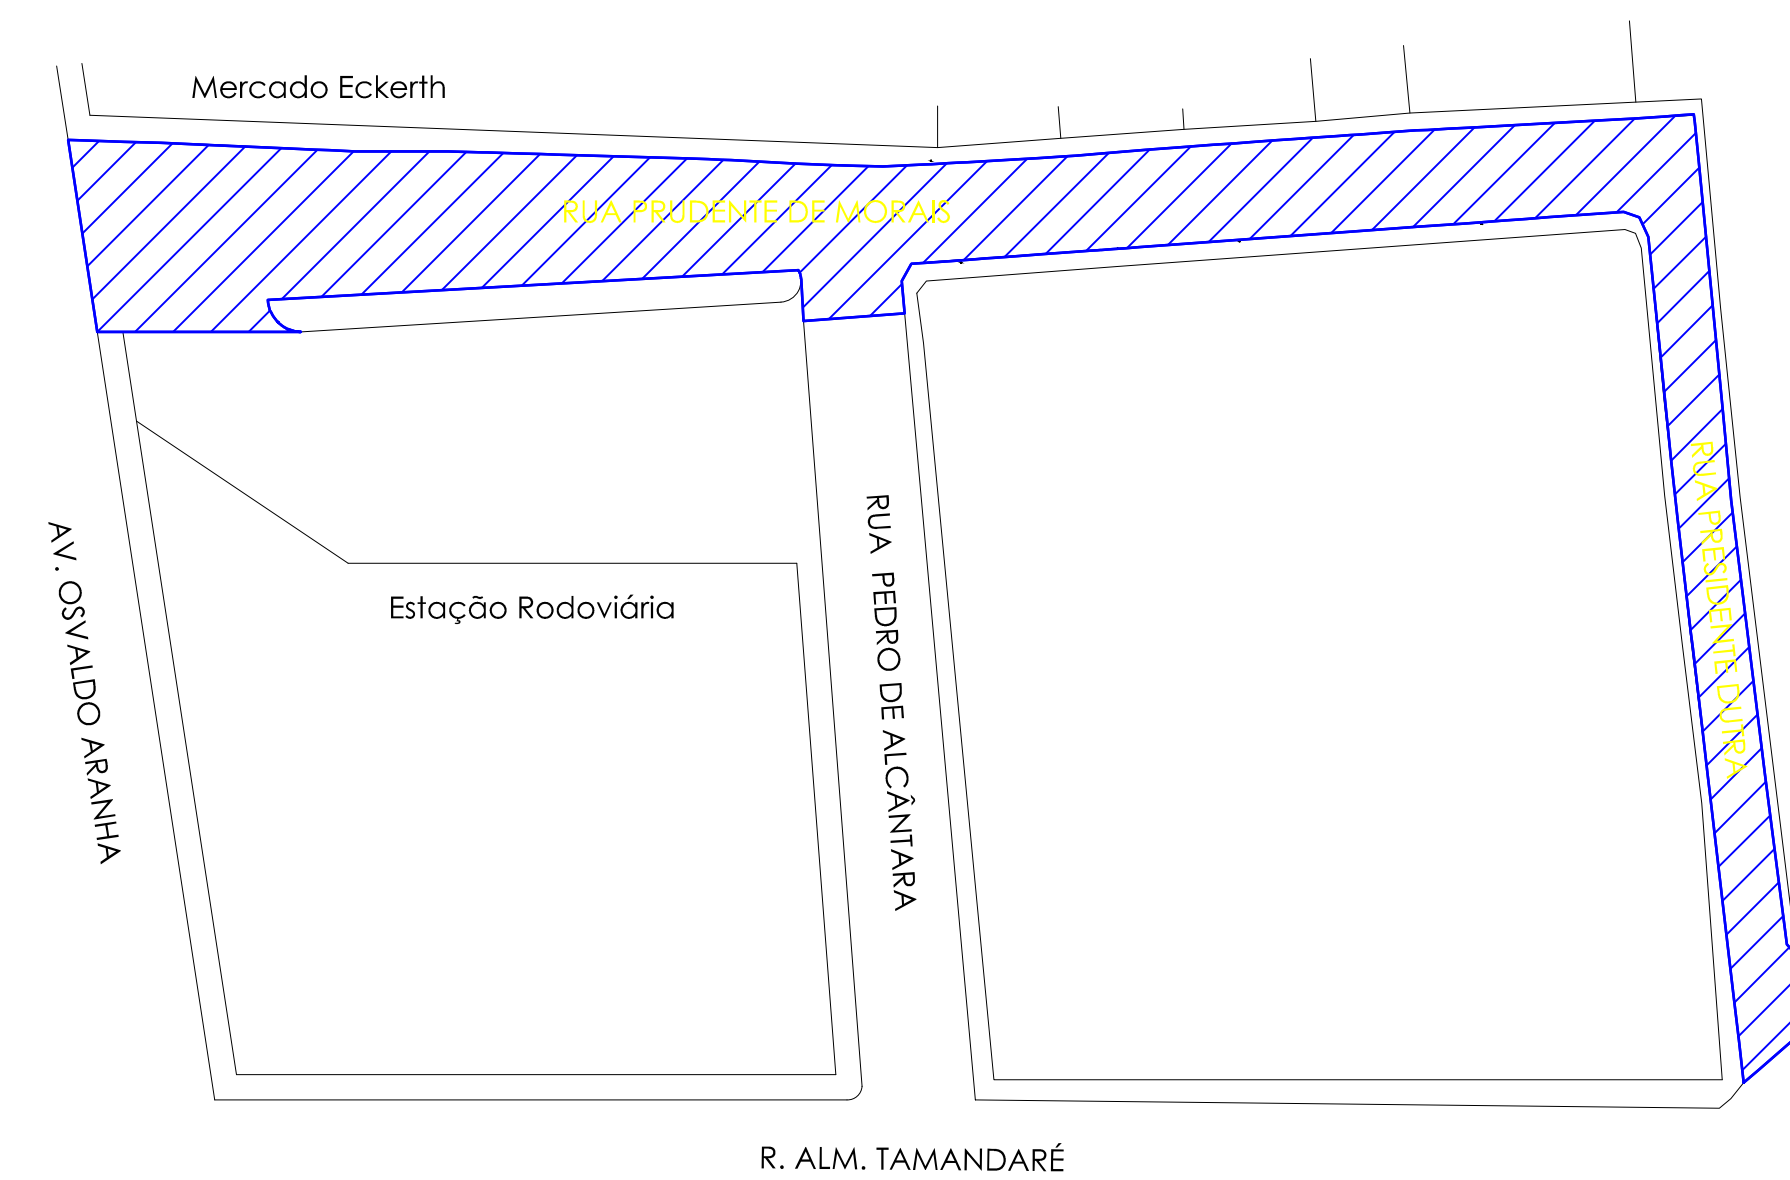 Mercado Eckerth
RUA PRUDENTE DE MORAIS
RUA PRESIDENTE DUTRA
RUA PEDRO DE ALCÂNTARA
AV. OSVALDO ARANHA
Estação Rodoviária
R. ALM. TAMANDARÉ